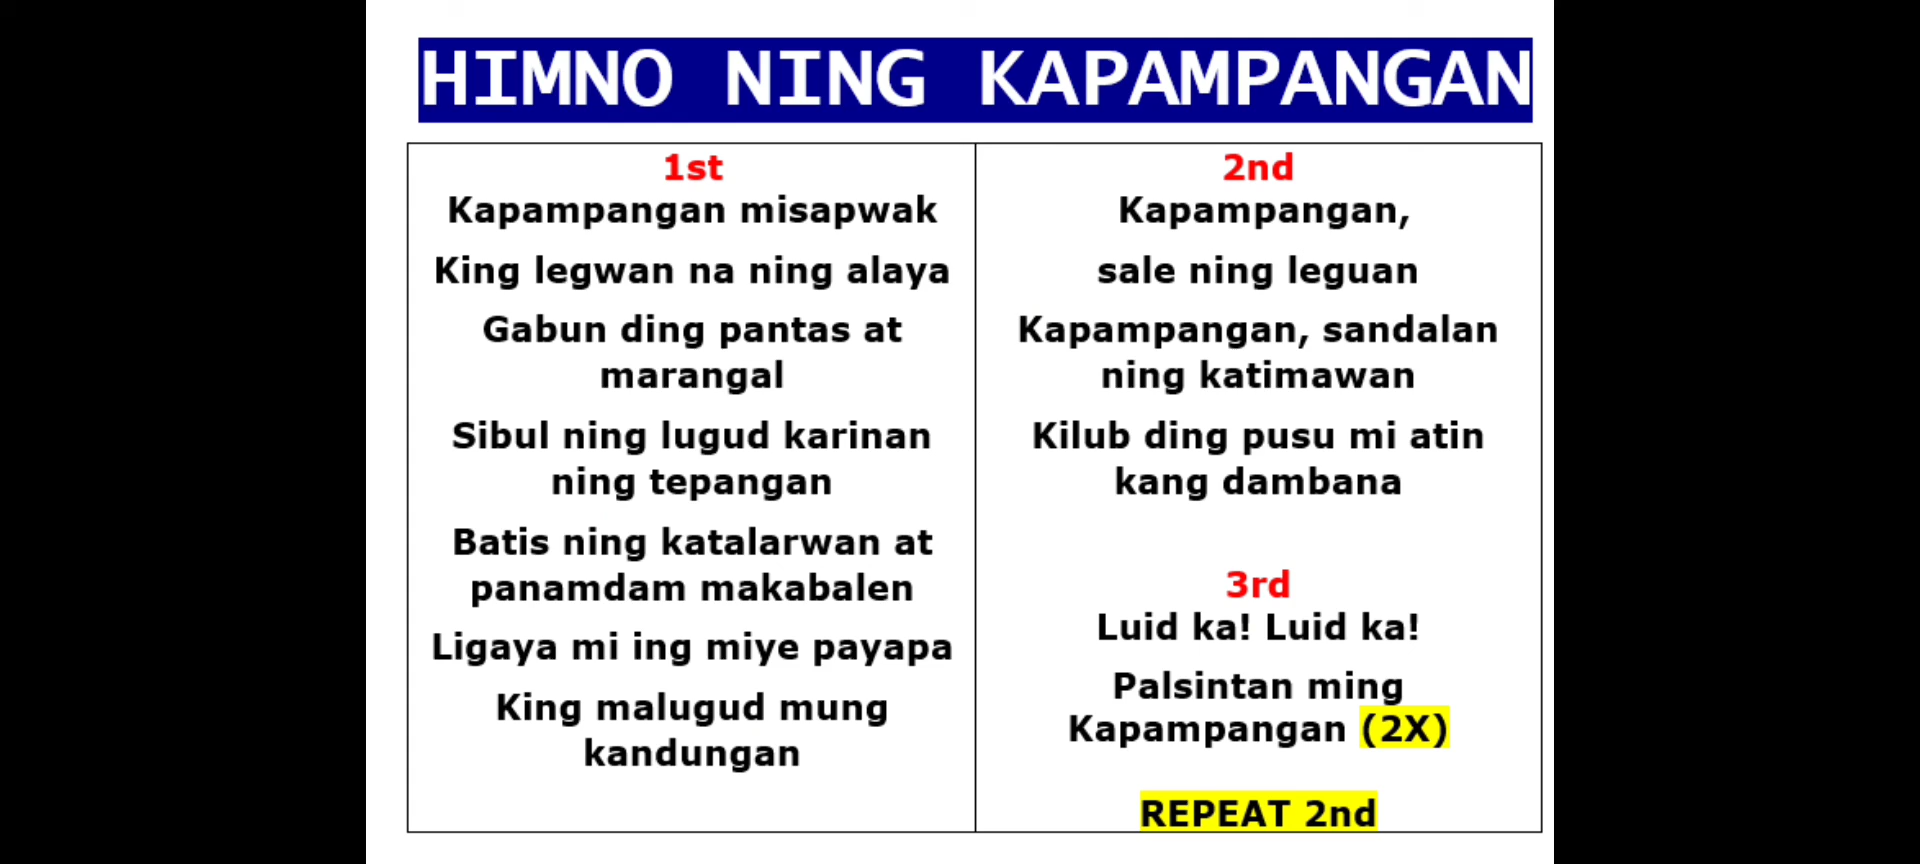 HIMNO NING KAPAMPANGAN
1st
Kapampangan misapwak
King legwan na ning alaya
Gabun ding pantas at
marangal
Sibul ning lugud karinan
ning tepangan
Batis ning katalarwan at
panamdam makabalen
Ligaya mi ing miye payapa
King malugud mung
kandungan
2nd
Kapampangan,
sale ning leguan
Kapampangan, sandalan
ning katimawan
Kilub ding pusu mi atin
kang dambana
3rd
Luid ka! Luid ka!
Palsintan ming
Kapampangan (2X)
REPEAT 2nd